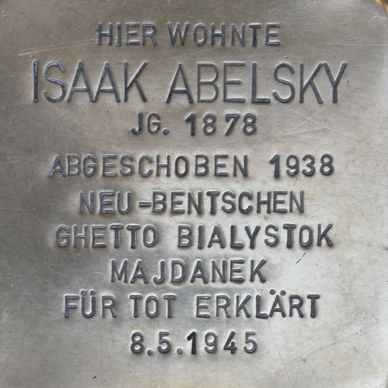 HIER WOHNTE
ISAAK ABELSKY
JG. 1878
ABGESCHOBEN 1938
NEU-BENTSCHEN
GHETTO BIALYSTOK
MAJDANEK
FÜR TOT ERKLÄRT
8.5.1945